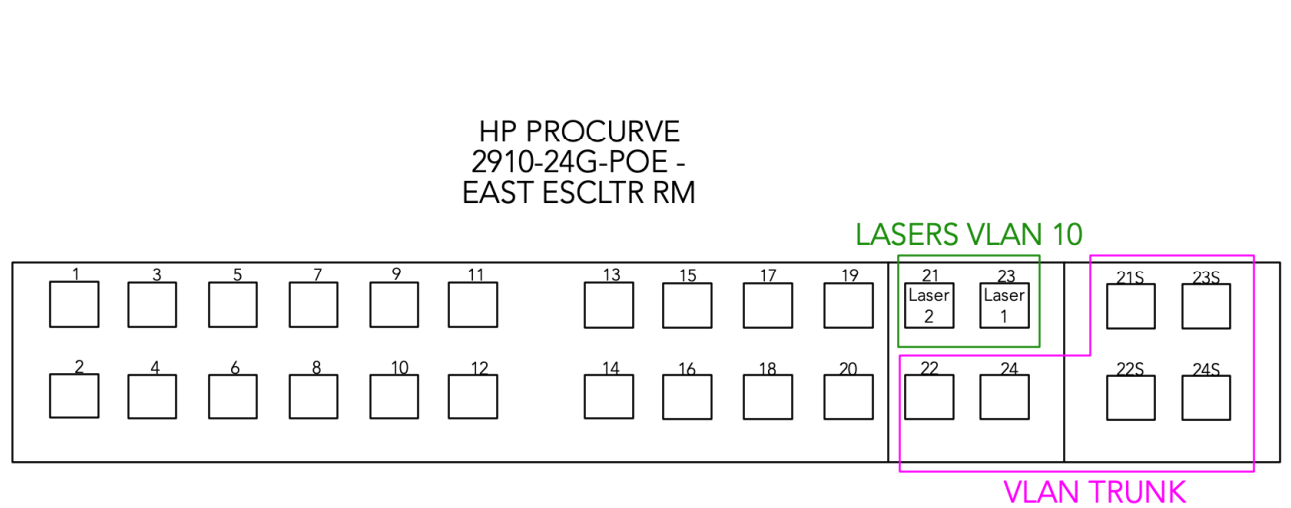 HP PROCURVE
2910-24G-POE -
EAST ESCLTR RM
LASERS VLAN 10
1 3 5 7 9 11 13 15 17 19 21 23 21S 23S
Laser Laser
2 1
2 4 6 8 10 12 14 16 18 20 22 24 22S 24S
VLAN TRUNK